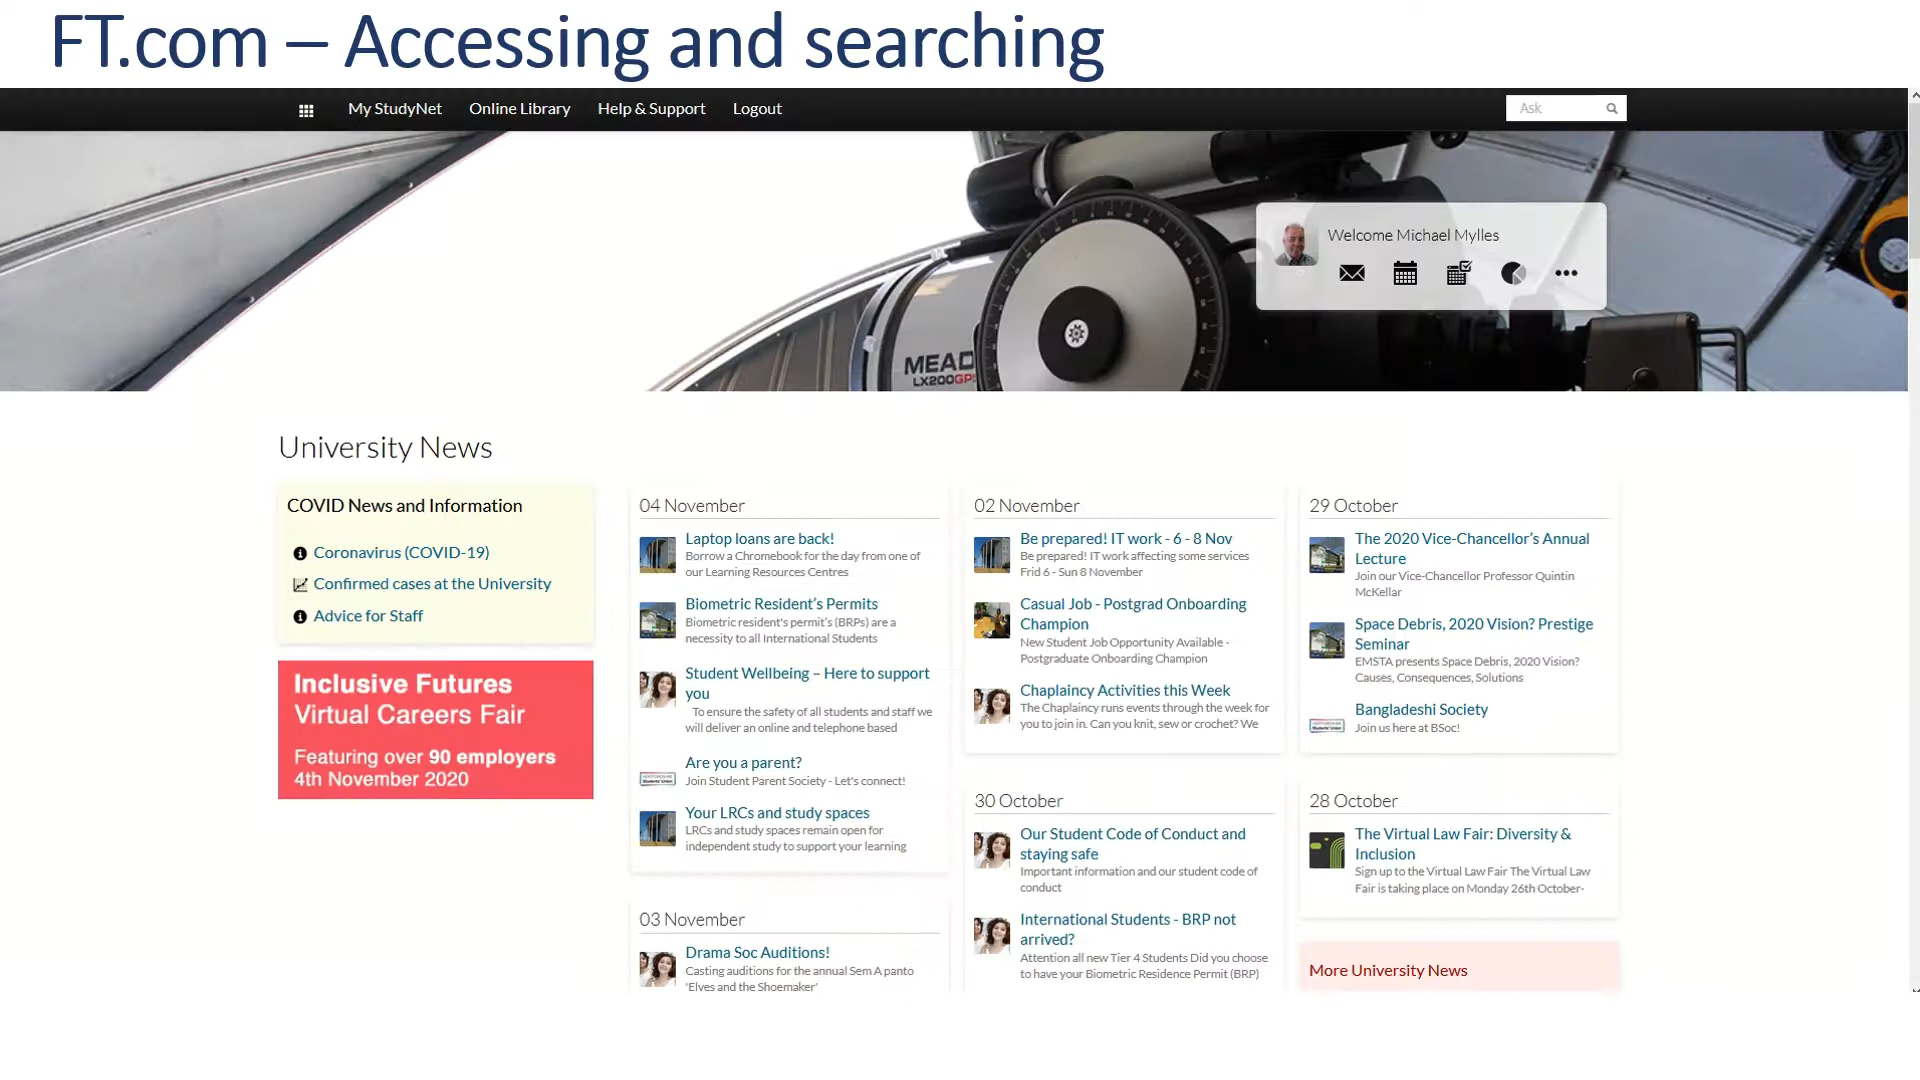 FT.com – Accessing and searching
My StudyNet Online Library Help & Support Logout
Ask
Welcome Michael Mylles
MEAD
LX200GPS
University News
COVID News and Information
Coronavirus (COVID-19)
Confirmed cases at the University
Advice for Staff
Inclusive Futures
Virtual Careers Fair
Featuring over 90 employers
4th November 2020
04 November
Laptop loans are back!
Borrow a Chromebook for the day from one of
our Learning Resources Centres
Biometric Resident’s Permits
Biometric resident's permit’s (BRPs) are a
necessity to all International Students
Student Wellbeing – Here to support
you
To ensure the safety of all students and staff we
will deliver an online and telephone based
Are you a parent?
Join Student Parent Society - Let's connect!
Your LRCs and study spaces
LRCs and study spaces remain open for
independent study to support your learning
03 November
Drama Soc Auditions!
Casting auditions for the annual Sem A panto
'Elves and the Shoemaker'
02 November
Be prepared! IT work - 6 - 8 Nov
Be prepared! IT work affecting some services
Frid 6 - Sun 8 November
Casual Job - Postgrad Onboarding
Champion
New Student Job Opportunity Available -
Postgraduate Onboarding Champion
Chaplaincy Activities this Week
The Chaplaincy runs events through the week for
you to join in. Can you knit, sew or crochet? We
30 October
Our Student Code of Conduct and
staying safe
Important information and our student code of
conduct
International Students - BRP not
arrived?
Attention all new Tier 4 Students Did you choose
to have your Biometric Residence Permit (BRP)
29 October
The 2020 Vice-Chancellor’s Annual
Lecture
Join our Vice-Chancellor Professor Quintin
McKellar
Space Debris, 2020 Vision? Prestige
Seminar
EMSTA presents Space Debris, 2020 Vision?
Causes, Consequences, Solutions
Bangladeshi Society
Join us here at BSoc!
28 October
The Virtual Law Fair: Diversity &
Inclusion
Sign up to the Virtual Law Fair The Virtual Law
Fair is taking place on Monday 26th October-
More University News